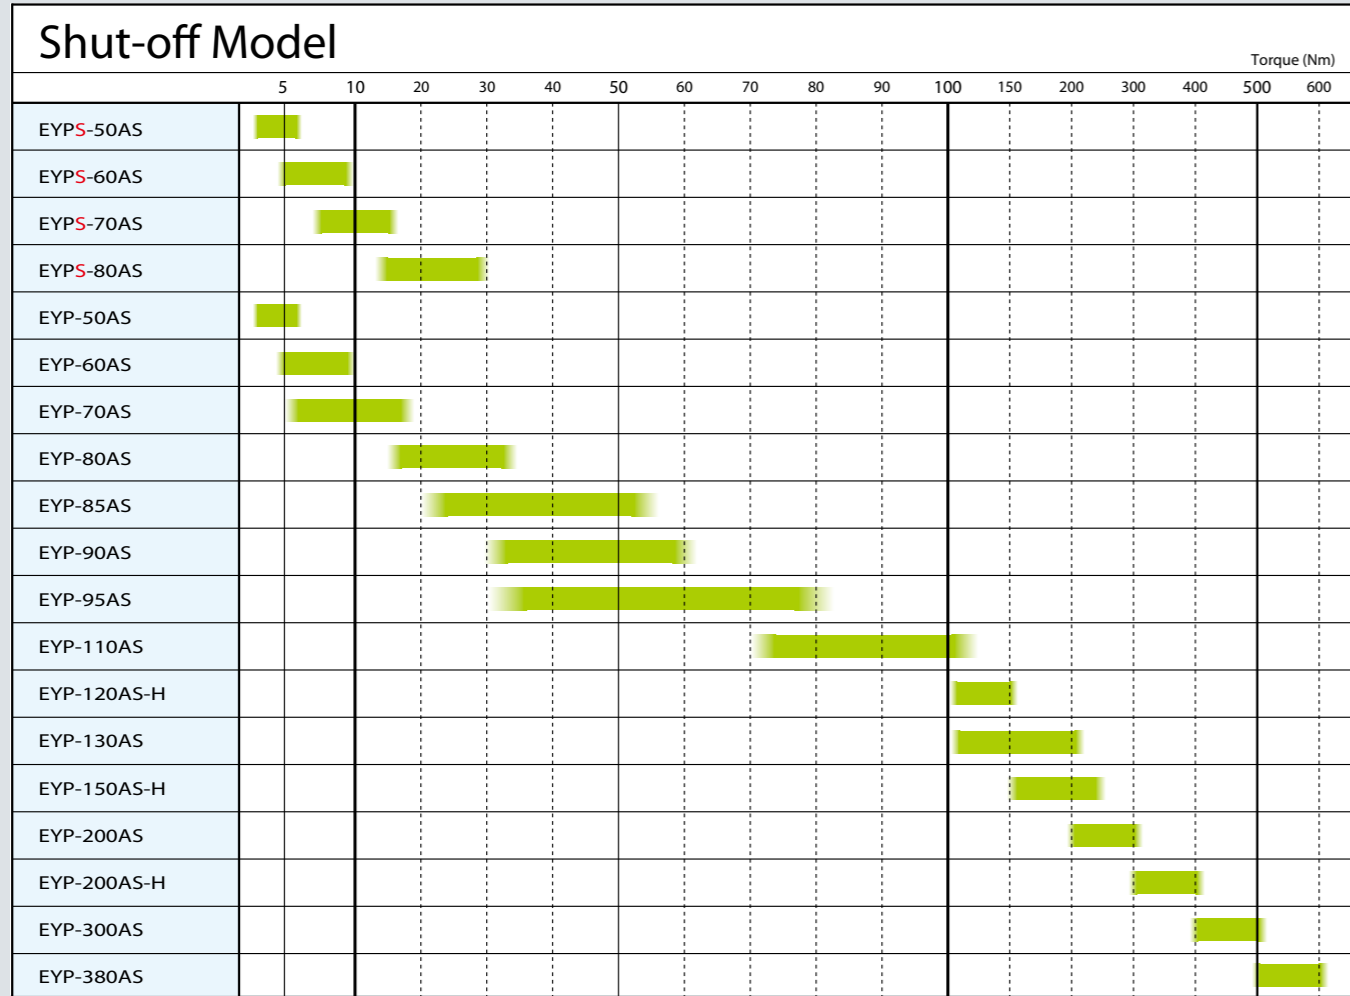 Shut-off Model
Torque (Nm)
5 10 20 30 40 50 60 70 80 90 100 150 200 300 400 500 600
EYPS-50AS
EYPS-60AS
EYPS-70AS
EYPS-80AS
EYP-50AS
EYP-60AS
EYP-70AS
EYP-80AS
EYP-85AS
EYP-90AS
EYP-95AS
EYP-110AS
EYP-120AS-H
EYP-130AS
EYP-150AS-H
EYP-200AS
EYP-200AS-H
EYP-300AS
EYP-380AS